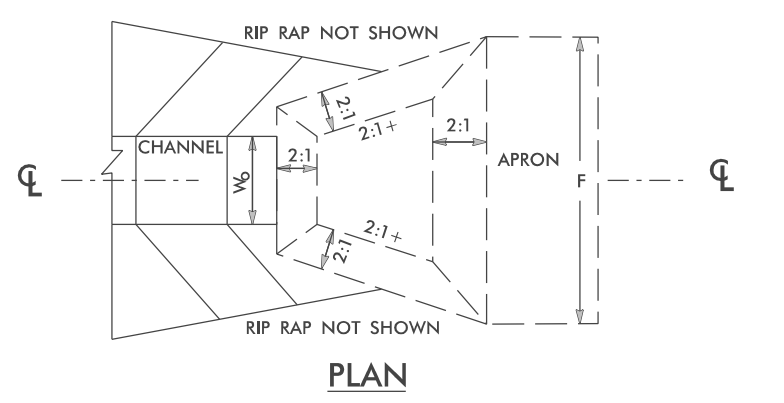 RIP RAP NOT SHOWN
2:1
2:1+
2:1
CHANNEL
2:1
APRON
℄
Wo
F
℄
2:1+
2:1
RIP RAP NOT SHOWN
PLAN